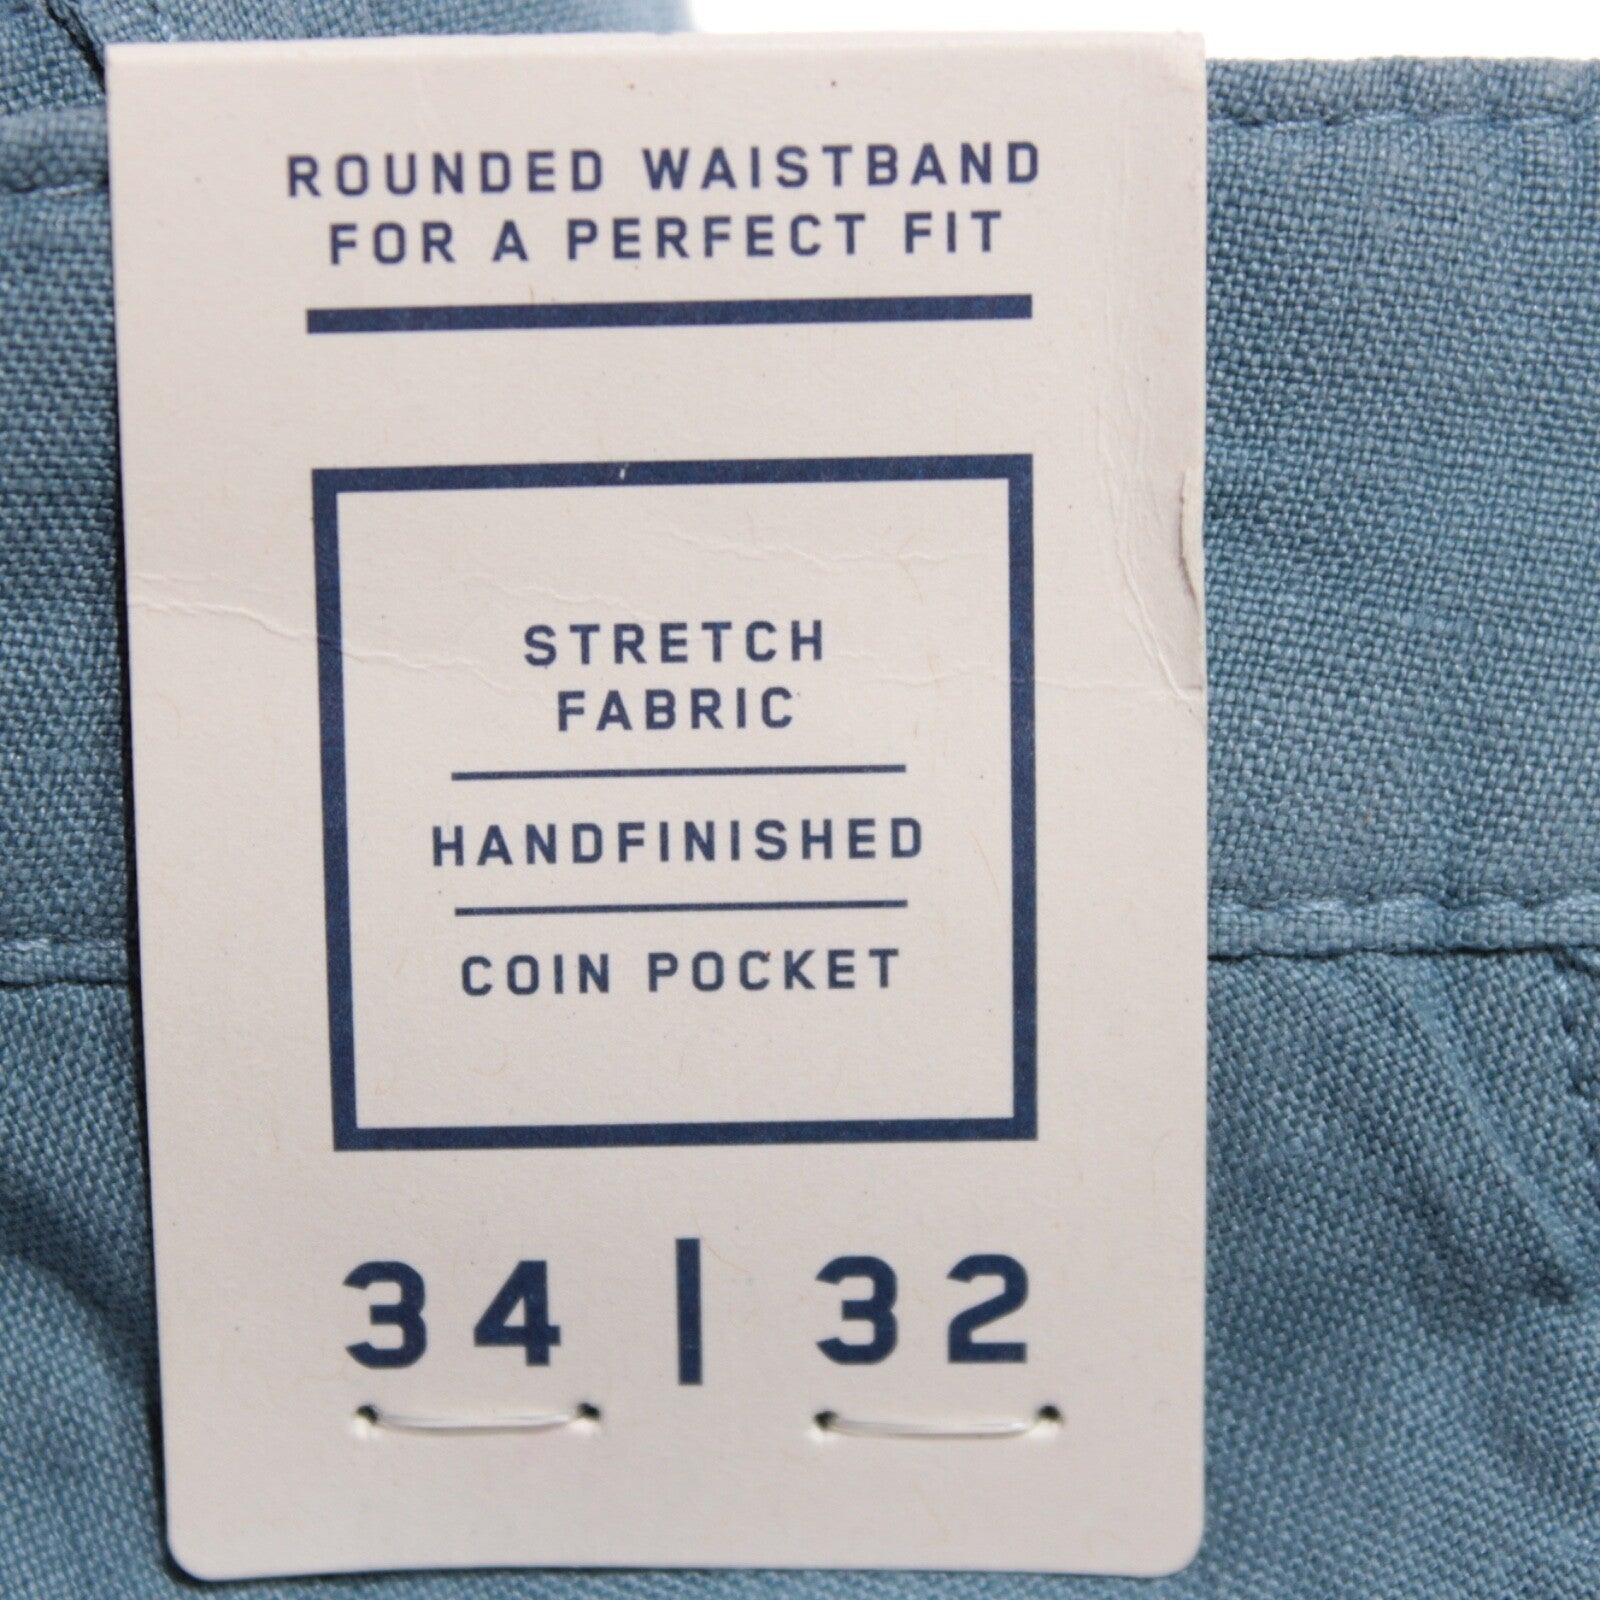 ROUNDED WAISTBAND
FOR A PERFECT FIT
STRETCH
FABRIC
HANDFINISHED
COIN POCKET
34 | 32